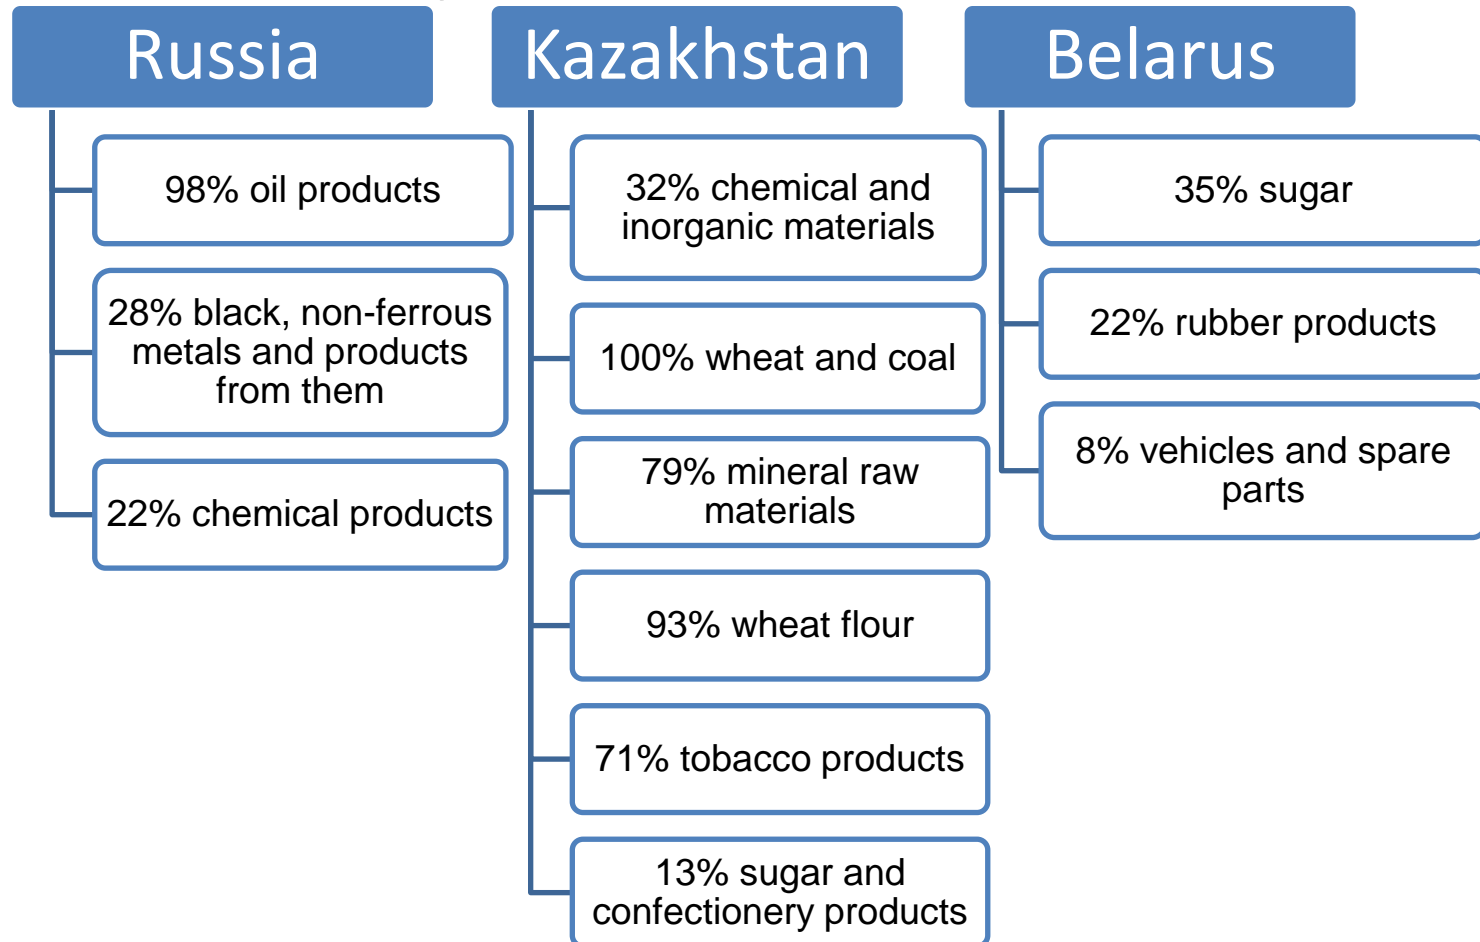 Russia
98% oil products
28% black, non-ferrous
metals and products
from them
22% chemical products
Kazakhstan
32% chemical and
inorganic materials
100% wheat and coal
79% mineral raw
materials
93% wheat flour
71% tobacco products
13% sugar and
confectionery products
Belarus
35% sugar
22% rubber products
8% vehicles and spare
parts